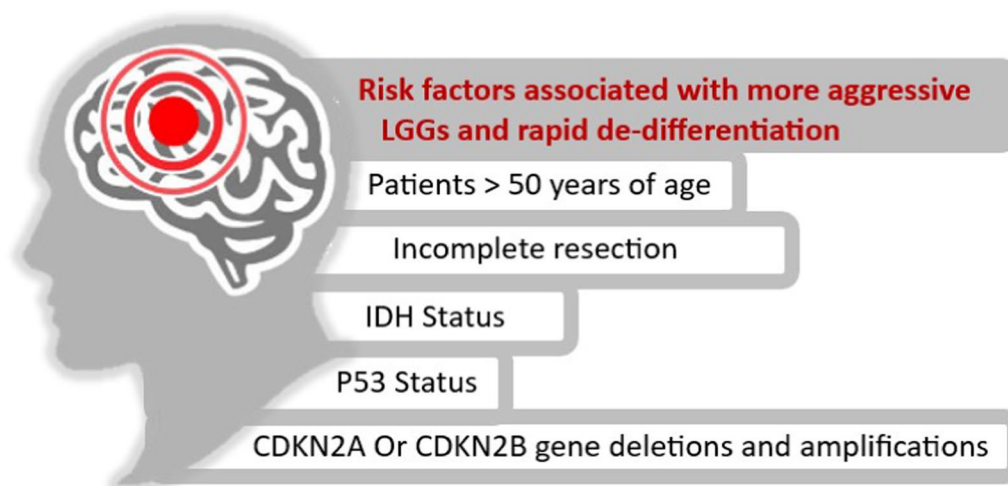 Risk factors associated with more aggressive
LGGs and rapid de-differentiation
Patients > 50 years of age
Incomplete resection
IDH Status
P53 Status
CDKN2A Or CDKN2B gene deletions and amplifications